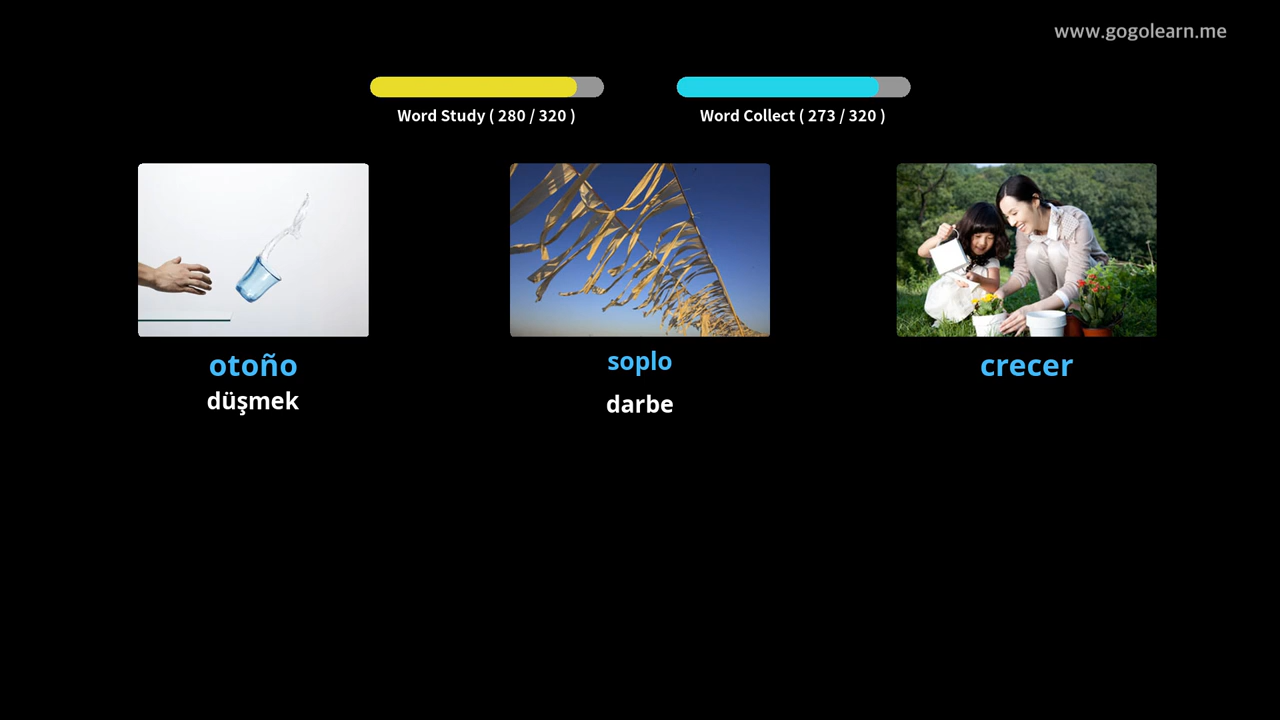 www.gogolearn.me
Word Study ( 280 / 320 )
Word Collect ( 273 / 320 )
otoño
düşmek
soplo
darbe
crecer